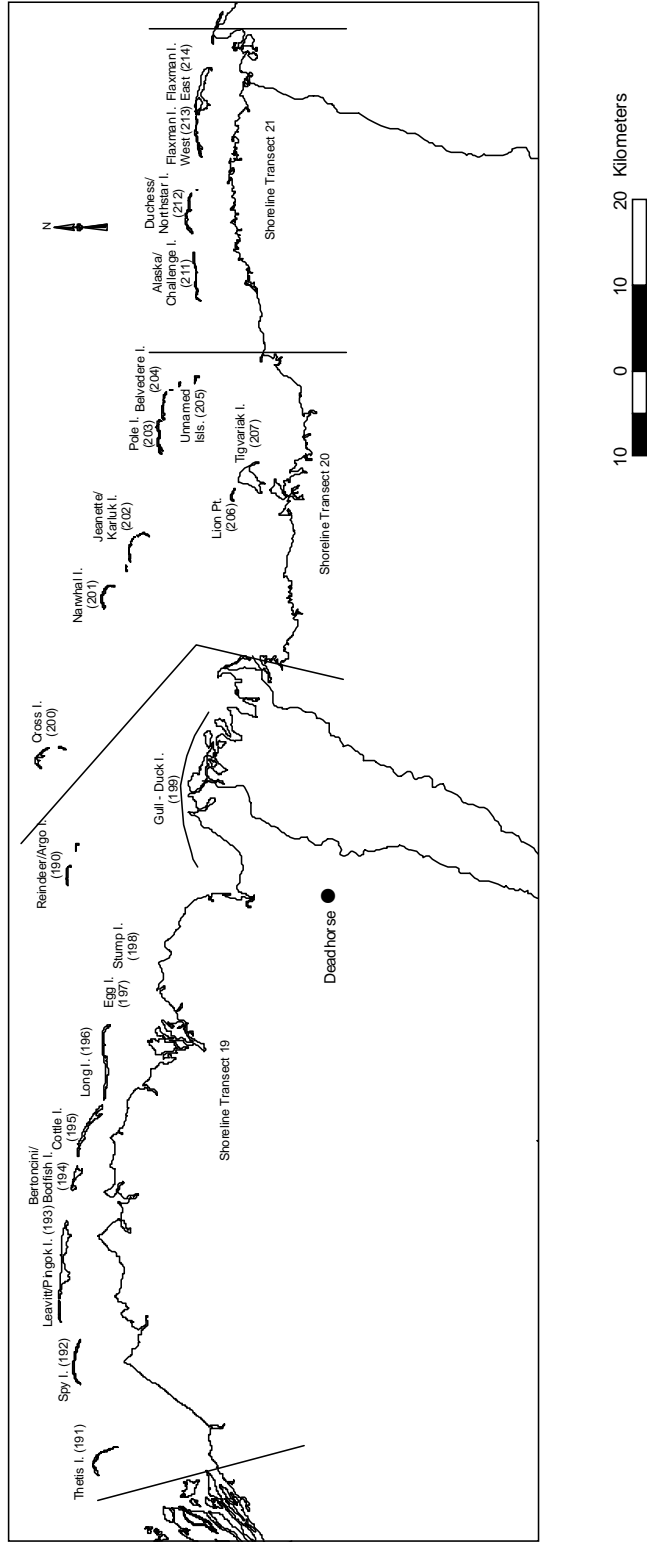 Thetis I. (191)
Spy I. (192)
Leavitt/Pingok I. (193)
Bertoncini/
Bodfish I.
(194)
Cottle I.
(195)
Long I. (196)
Egg I.
(197)
Stump I.
(198)
Reindeer/Argo I.
(190)
Cross I.
(200)
Gull - Duck I.
(199)
Narwhal I.
(201)
Jeanette/
Karluk I.
(202)
Pole I.
(203)
Belvedere I.
(204)
Unnamed
Isls.
(205)
Lion Pt.
(206)
Tigvariak I.
(207)
Alaska/
Challenge I.
(211)
Duchess/
Northstar I.
(212)
Flaxman I.
West (213)
Flaxman I.
East (214)
N
Shoreline Transect 19
Deadhorse
Shoreline Transect 20
Shoreline Transect 21
10 0 10 20 Kilometers